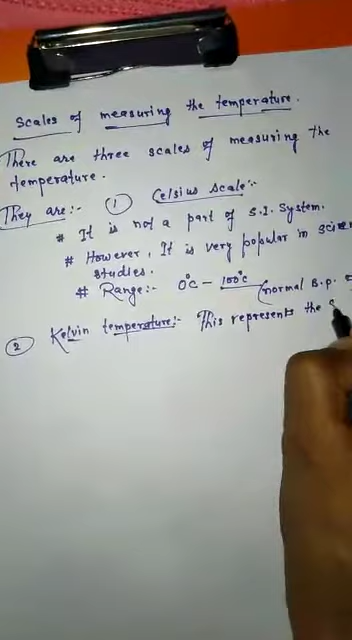 Scales of measuring the temperature.
There are three scales of measuring the
temperature.
They are:- ① Celsius scale:-
# It is not a part of S.I. System.
# However, It is very popular in scien
studies.
# Range:- 0°C - 100°C
(normal B.P.
② Kelvin temperature:- This represents the